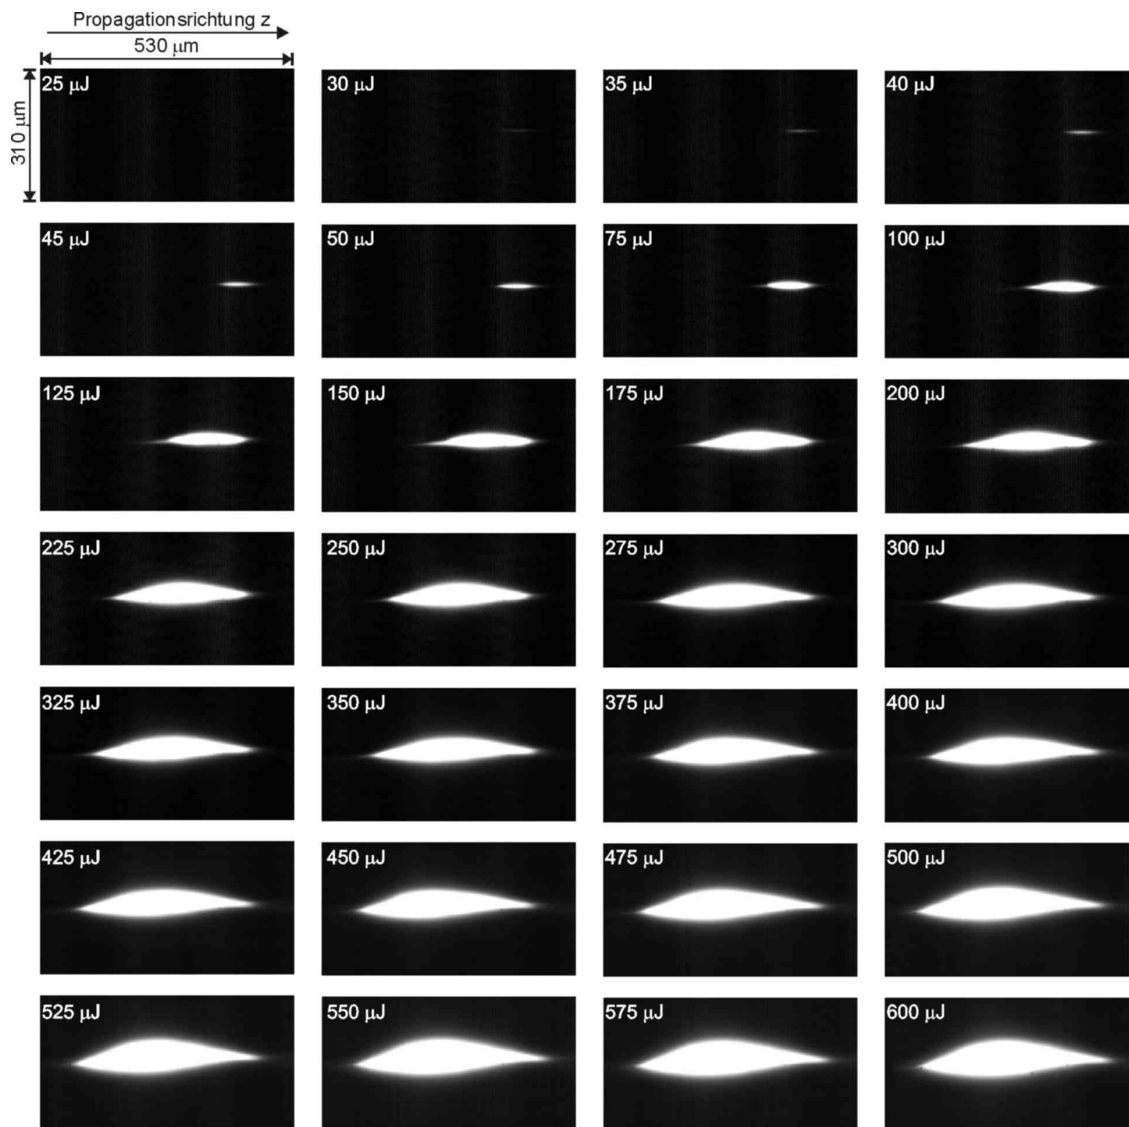 Propagationsrichtung z
530 µm
310 µm
25 µJ
30 µJ
35 µJ
40 µJ
45 µJ
50 µJ
75 µJ
100 µJ
125 µJ
150 µJ
175 µJ
200 µJ
225 µJ
250 µJ
275 µJ
300 µJ
325 µJ
350 µJ
375 µJ
400 µJ
425 µJ
450 µJ
475 µJ
500 µJ
525 µJ
550 µJ
575 µJ
600 µJ